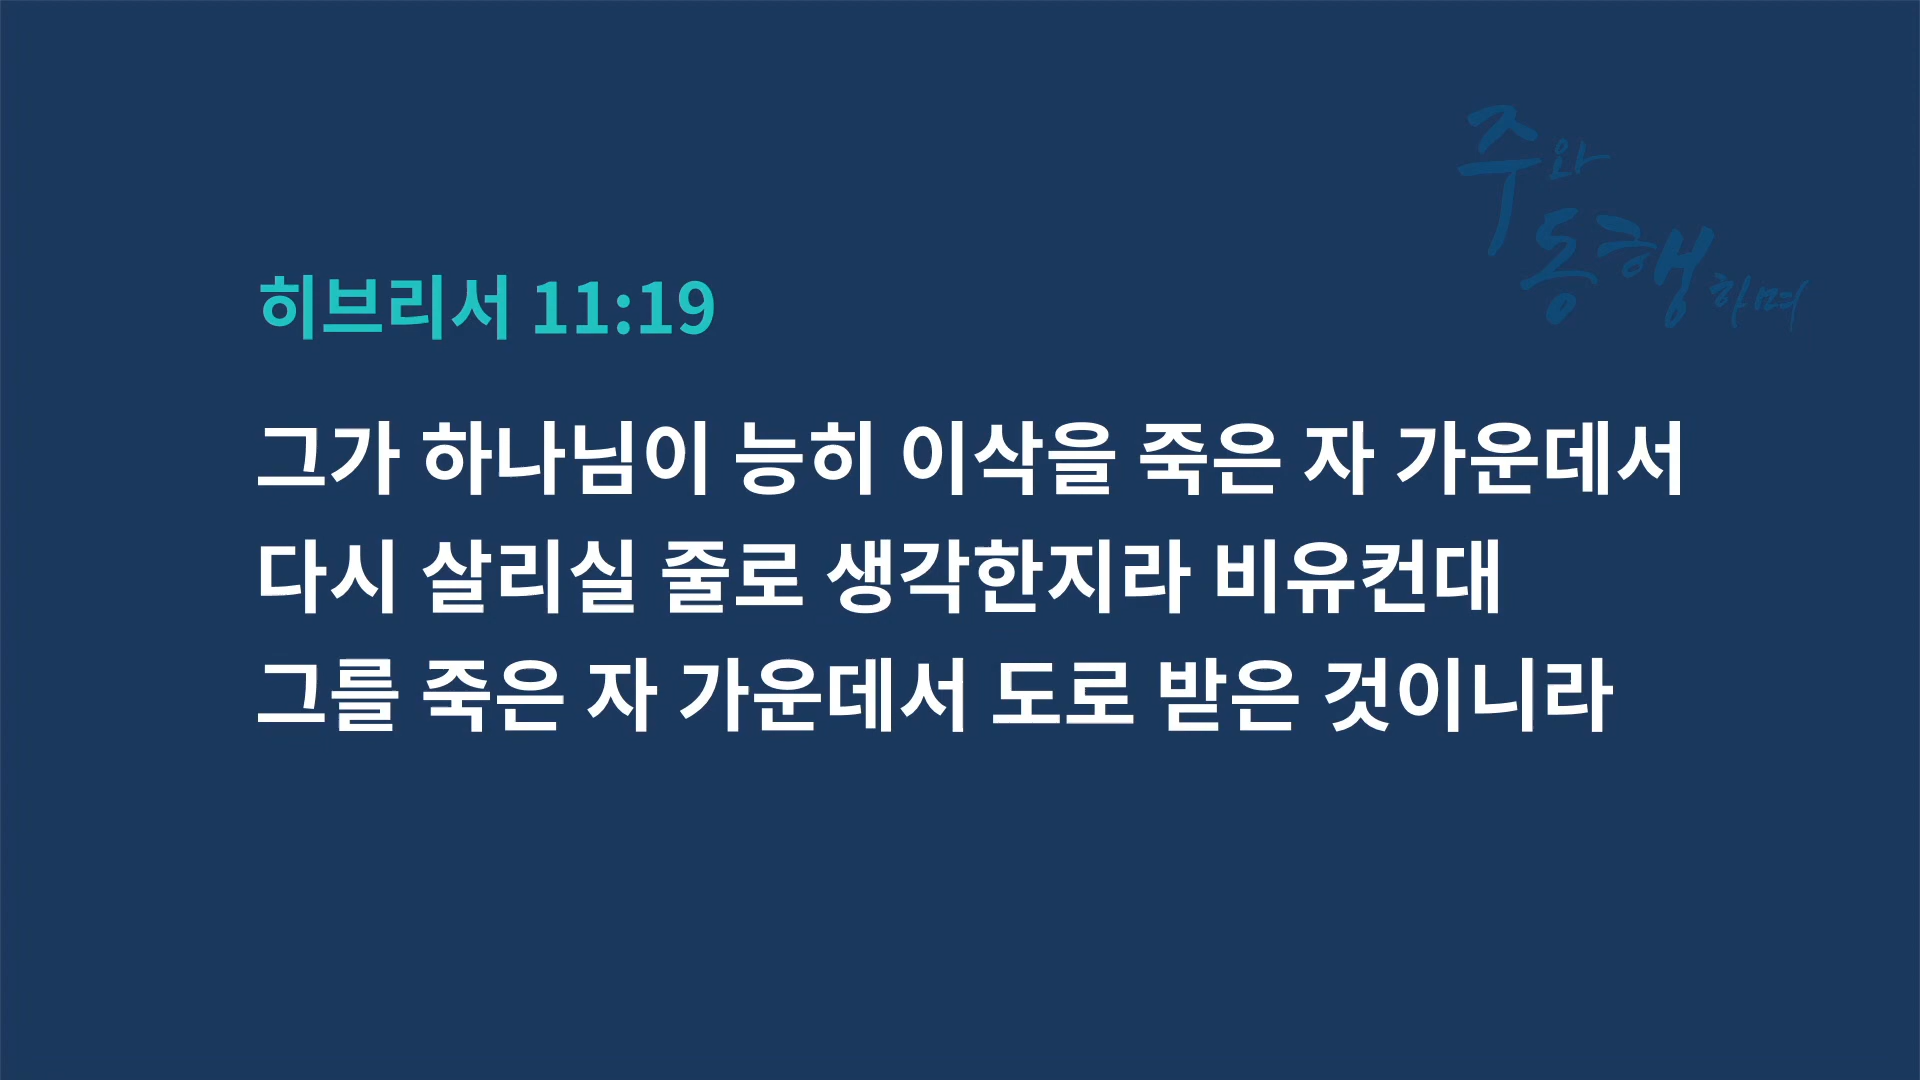 주와
동행하며
히브리서 11:19
그가 하나님이 능히 이삭을 죽은 자 가운데서
다시 살리실 줄로 생각한지라 비유컨대
그를 죽은 자 가운데서 도로 받은 것이니라